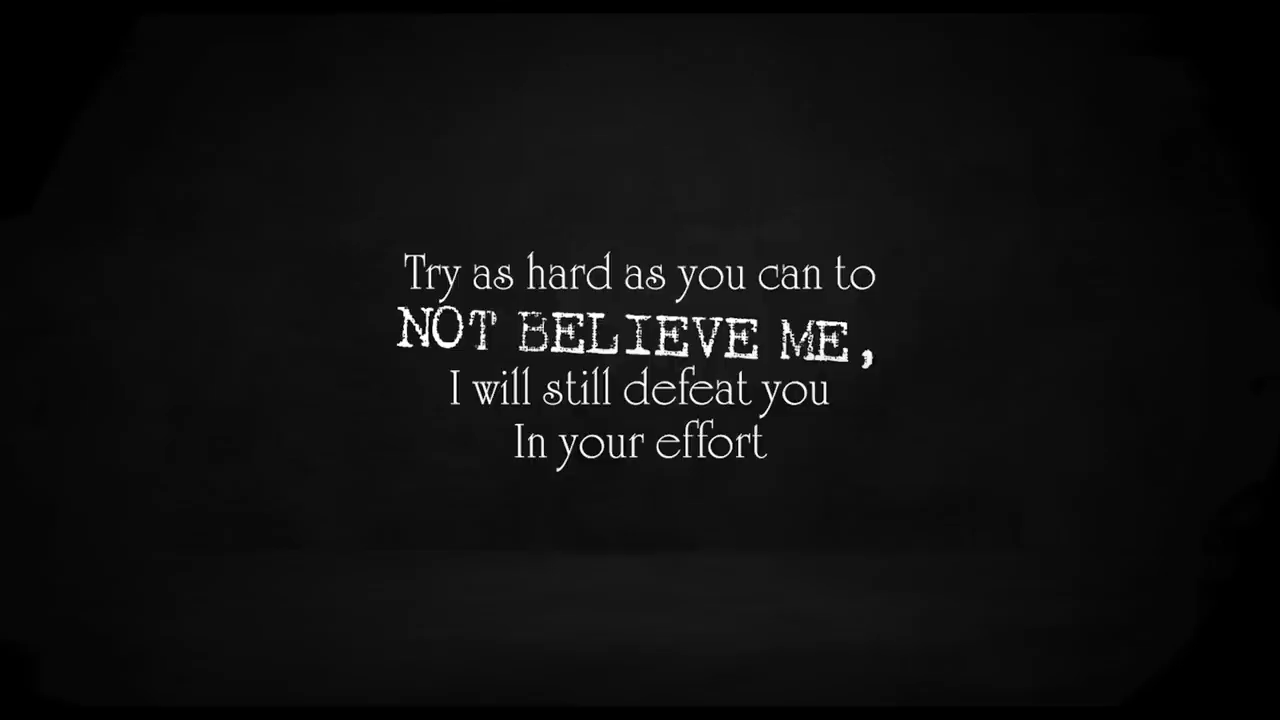 Try as hard as you can to
NOT BELIEVE ME,
I will still defeat you
In your effort